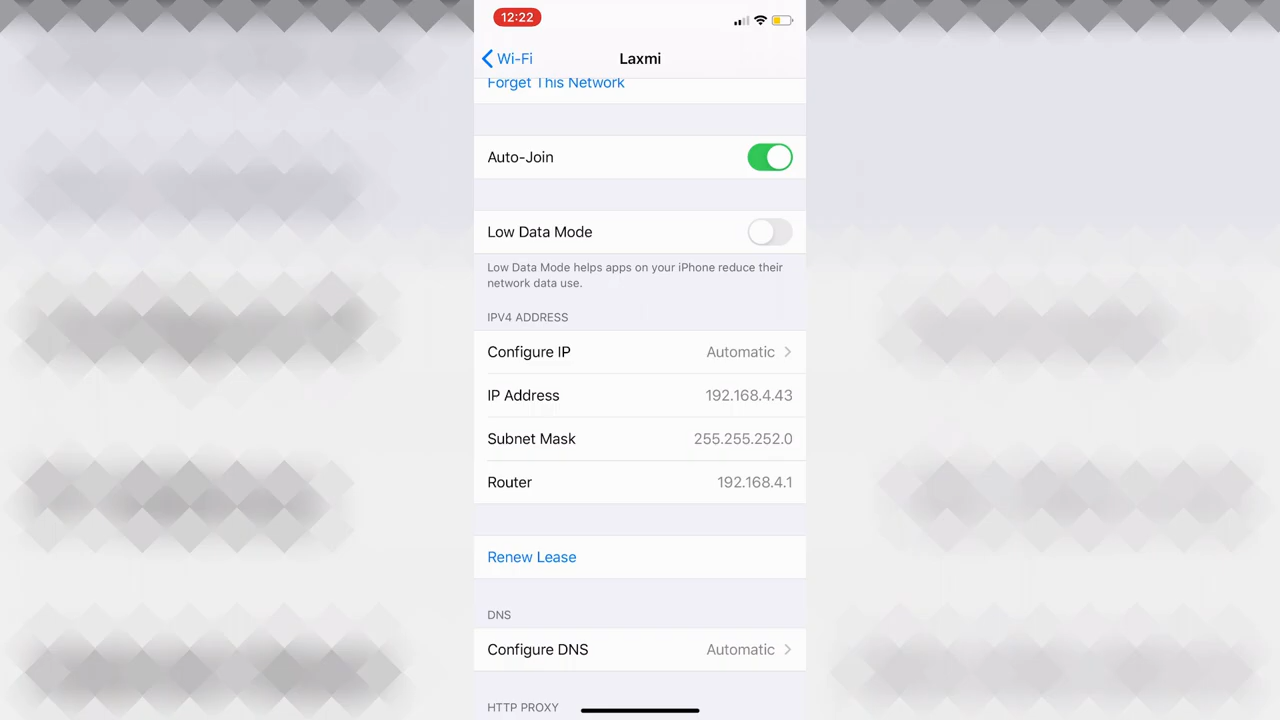 12:22
Wi-Fi
Laxmi
Forget This Network
Auto-Join
Low Data Mode
Low Data Mode helps apps on your iPhone reduce their
network data use.
IPV4 ADDRESS
Configure IP Automatic
IP Address 192.168.4.43
Subnet Mask 255.255.252.0
Router 192.168.4.1
Renew Lease
DNS
Configure DNS Automatic
HTTP PROXY